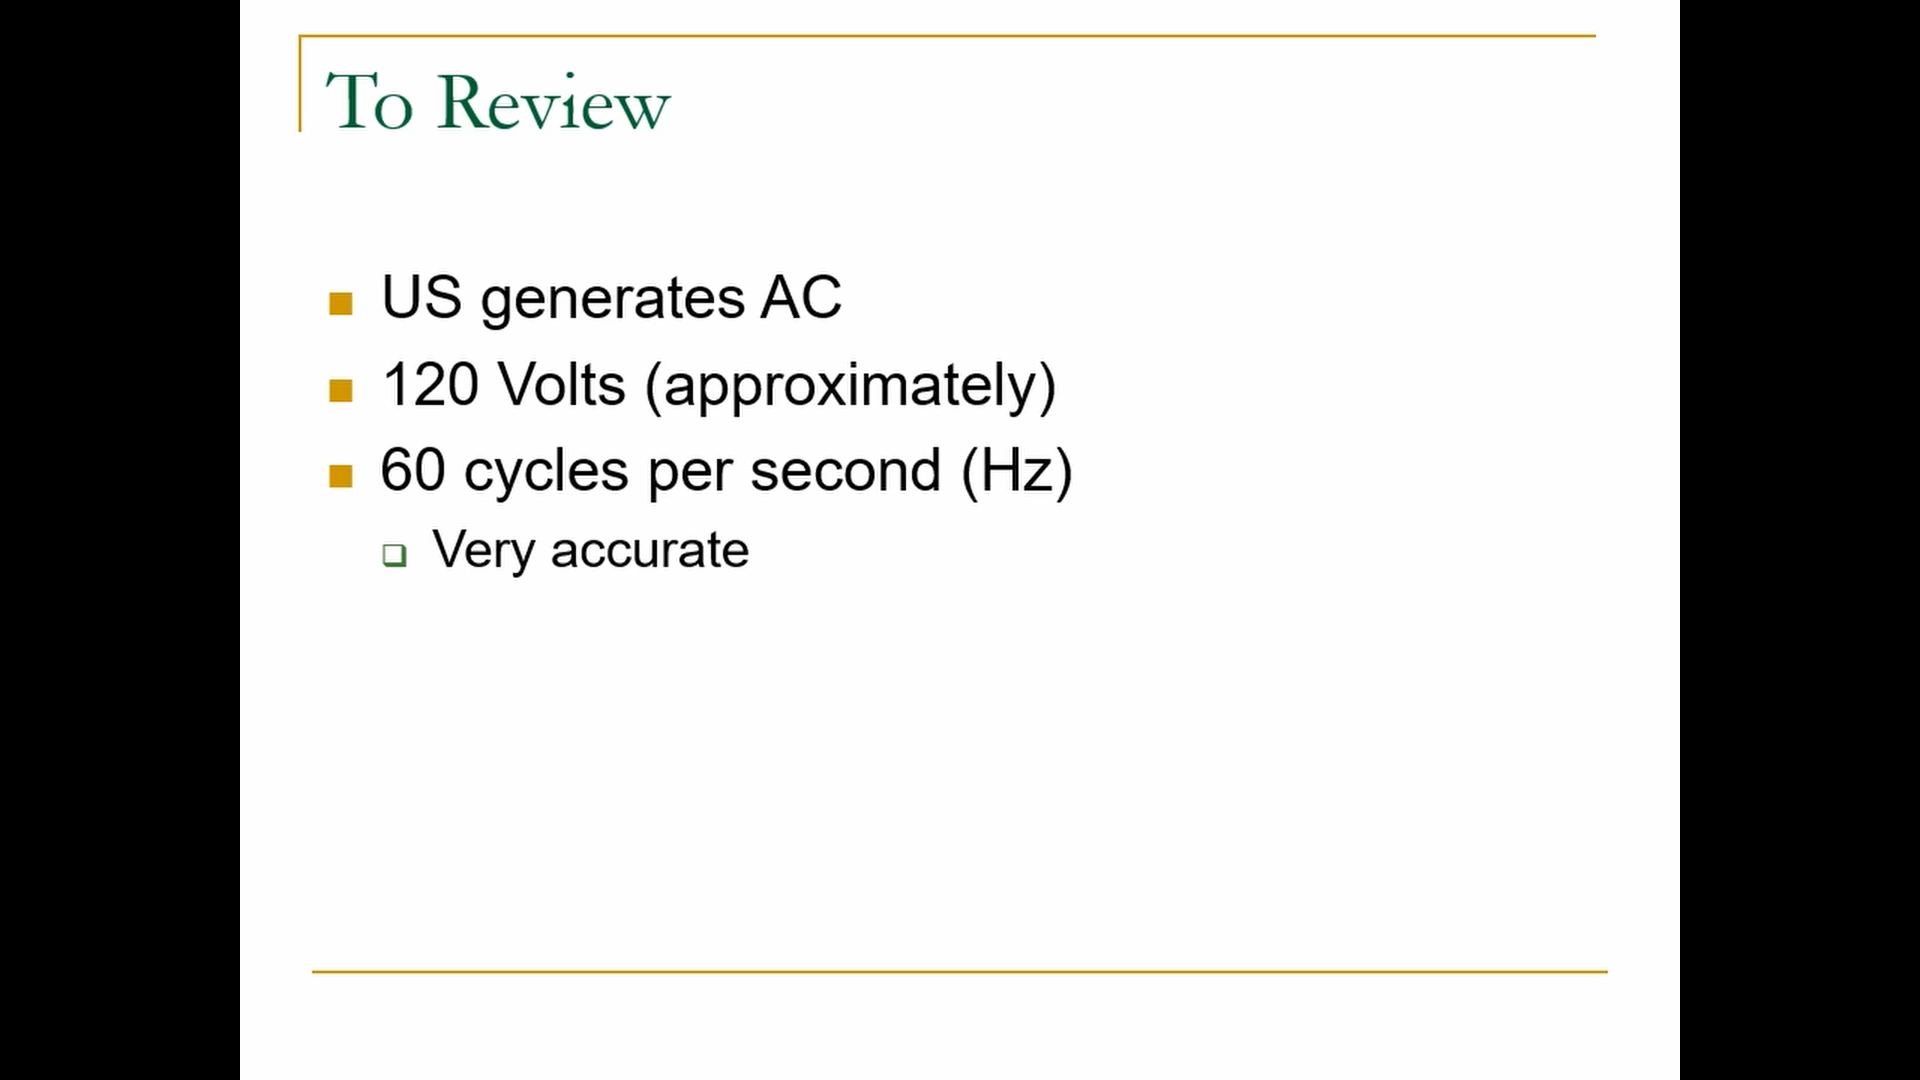 To Review
US generates AC
120 Volts (approximately)
60 cycles per second (Hz)
Very accurate